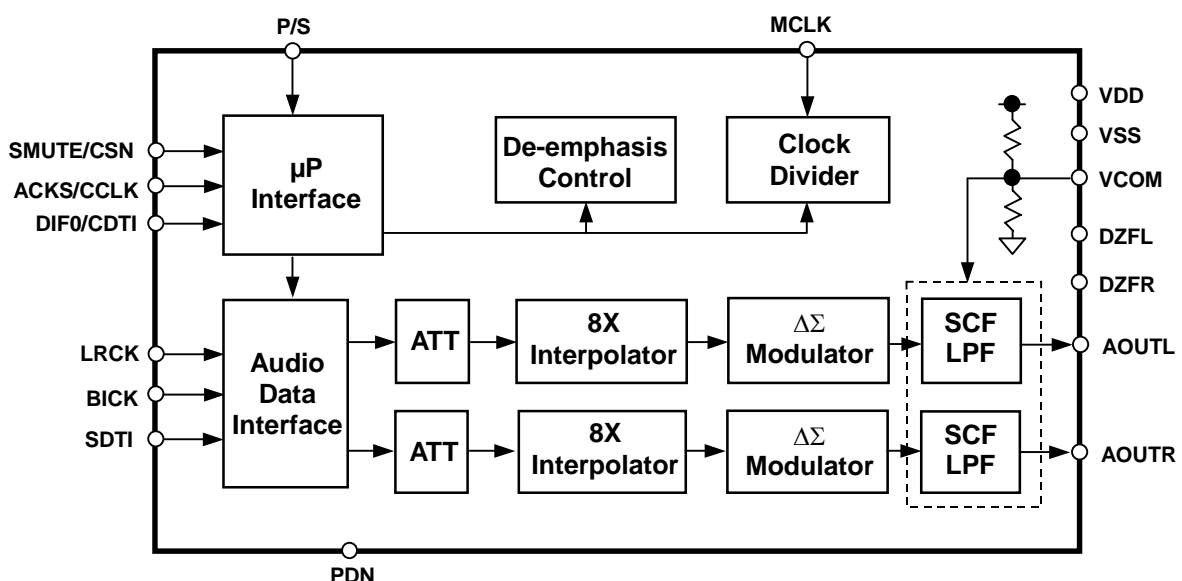 P/S
MCLK
VDD
VSS
VCOM
DZFL
DZFR
AOUTL
AOUTR
SMUTE/CSN
ACKS/CCLK
DIF0/CDTI
µP
Interface
De-emphasis
Control
Clock
Divider
LRCK
BICK
SDTI
Audio
Data
Interface
ATT
8X
Interpolator
ΔΣ
Modulator
SCF
LPF
ATT
8X
Interpolator
ΔΣ
Modulator
SCF
LPF
PDN